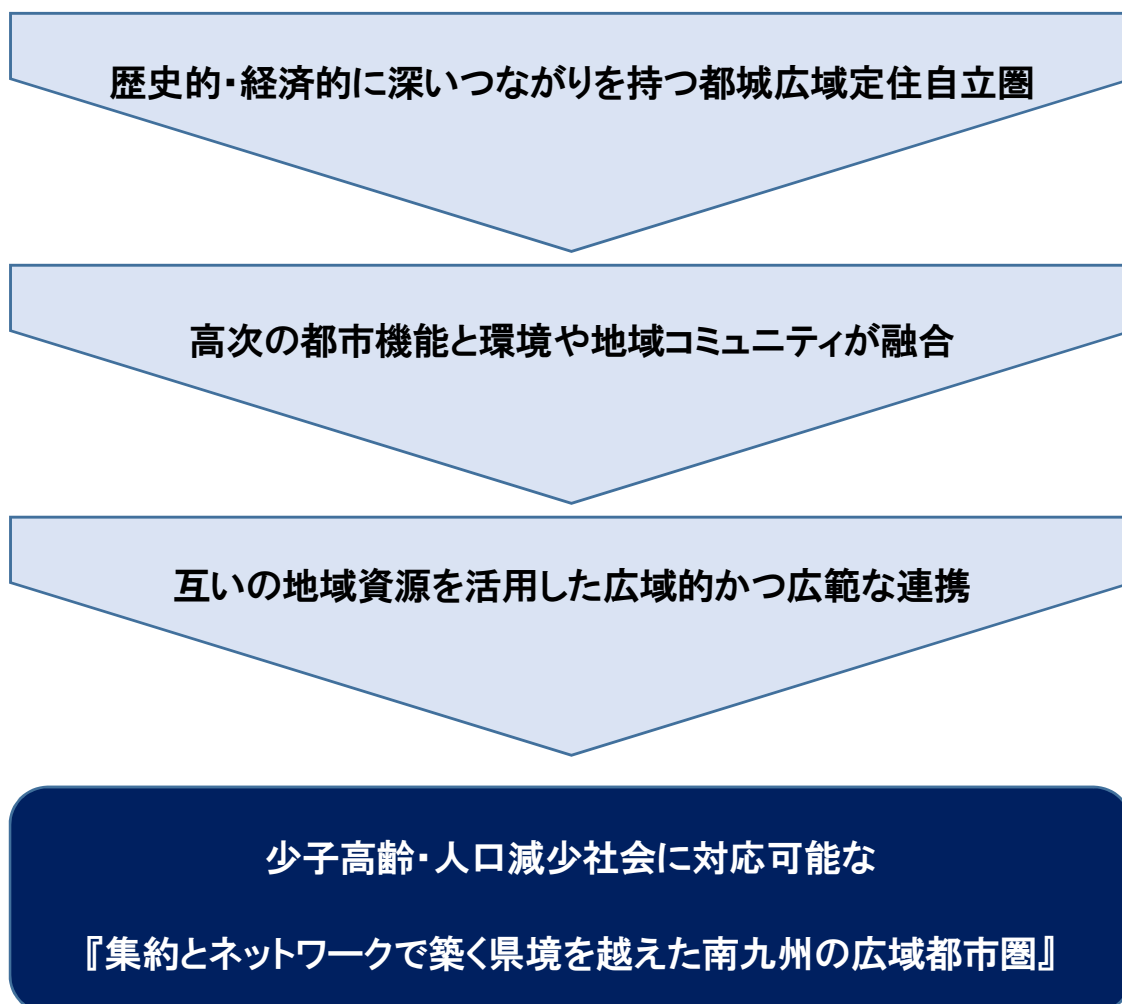 歴史的・経済的に深いつながりを持つ都城広域定住自立圏
高次の都市機能と環境や地域コミュニティが融合
互いの地域資源を活用した広域的かつ広範な連携
少子高齢・人口減少社会に対応可能な
『集約とネットワークで築く県境を越えた南九州の広域都市圏』